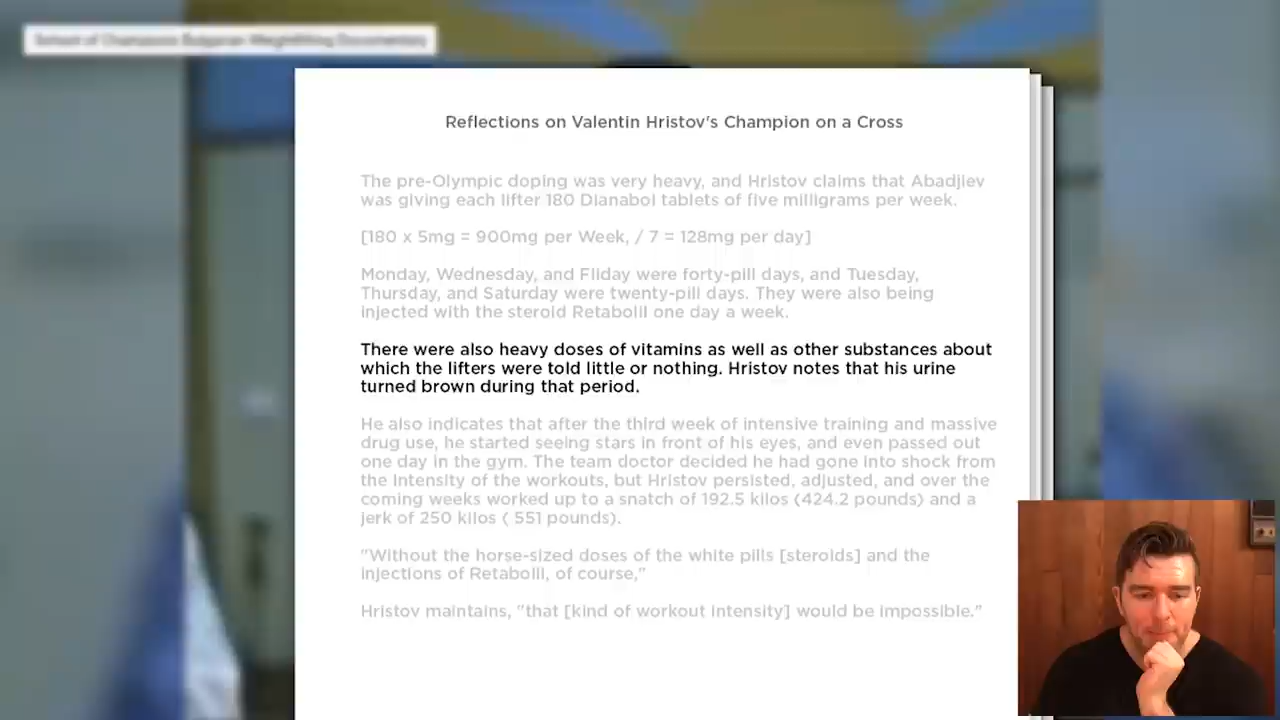 School of Champions Bulgarian Weightlifting Documentary
Reflections on Valentin Hristov's Champion on a Cross
The pre-Olympic doping was very heavy, and Hristov claims that Abadjiev
was giving each lifter 180 Dianabol tablets of five milligrams per week.
[180 x 5mg = 900mg per Week, / 7 = 128mg per day]
Monday, Wednesday, and Fliday were forty-pill days, and Tuesday,
Thursday, and Saturday were twenty-pill days. They were also being
injected with the steroid Retabolil one day a week.
There were also heavy doses of vitamins as well as other substances about
which the lifters were told little or nothing. Hristov notes that his urine
turned brown during that period.
He also indicates that after the third week of intensive training and massive
drug use, he started seeing stars in front of his eyes, and even passed out
one day in the gym. The team doctor decided he had gone into shock from
the intensity of the workouts, but Hristov persisted, adjusted, and over the
coming weeks worked up to a snatch of 192.5 kilos (424.2 pounds) and a
jerk of 250 kilos ( 551 pounds).
"Without the horse-sized doses of the white pills [steroids] and the
injections of Retabolil, of course,"
Hristov maintains, "that [kind of workout intensity] would be impossible."